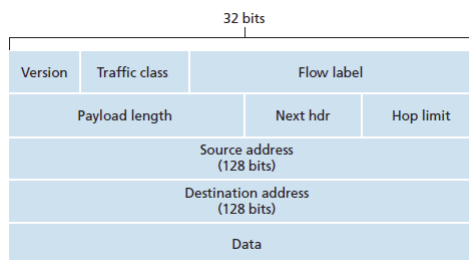 32 bits
Version Traffic class Flow label
Payload length Next hdr Hop limit
Source address
(128 bits)
Destination address
(128 bits)
Data